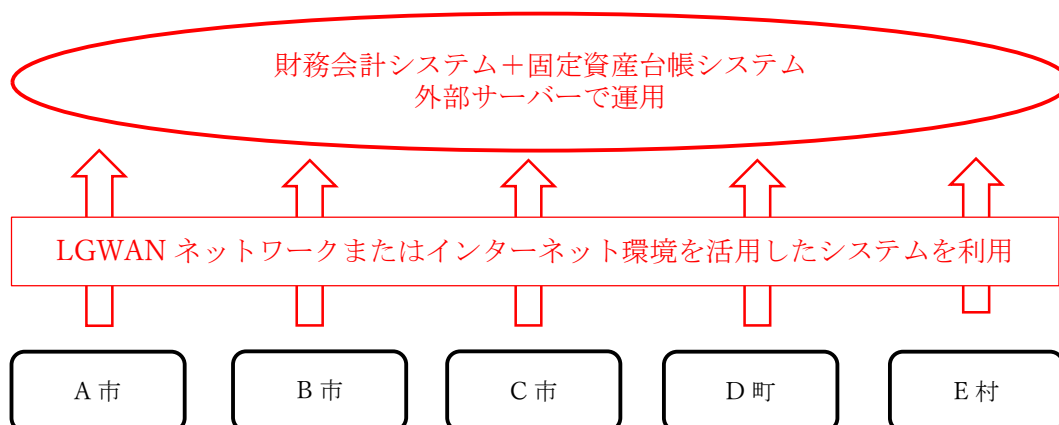 財務会計システム＋固定資産台帳システム
外部サーバーで運用
LGWAN ネットワークまたはインターネット環境を活用したシステムを利用
A 市
B 市
C 市
D 町
E 村